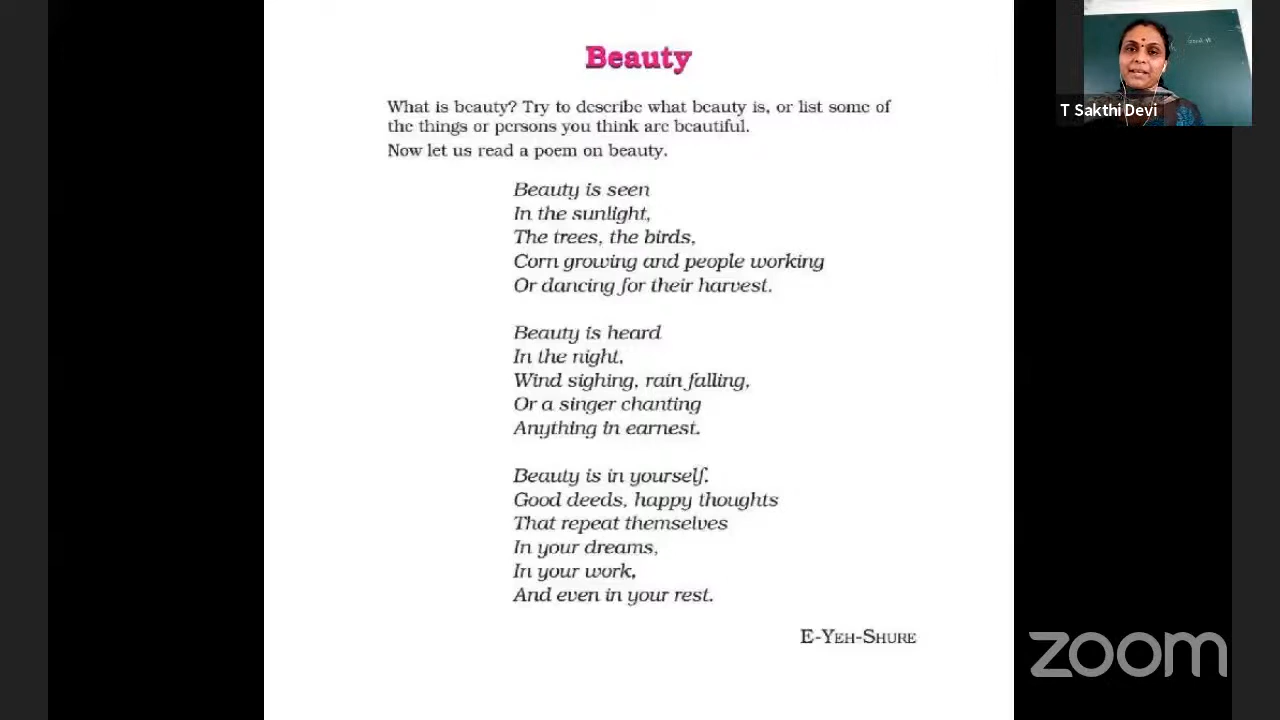 Beauty
What is beauty? Try to describe what beauty is, or list some of
the things or persons you think are beautiful.
Now let us read a poem on beauty.
Beauty is seen
In the sunlight,
The trees, the birds,
Corn growing and people working
Or dancing for their harvest.
Beauty is heard
In the night,
Wind sighing, rain falling,
Or a singer chanting
Anything in earnest.
Beauty is in yourself.
Good deeds, happy thoughts
That repeat themselves
In your dreams,
In your work,
And even in your rest.
E-YEH-SHURE
T Sakthi Devi
zoom